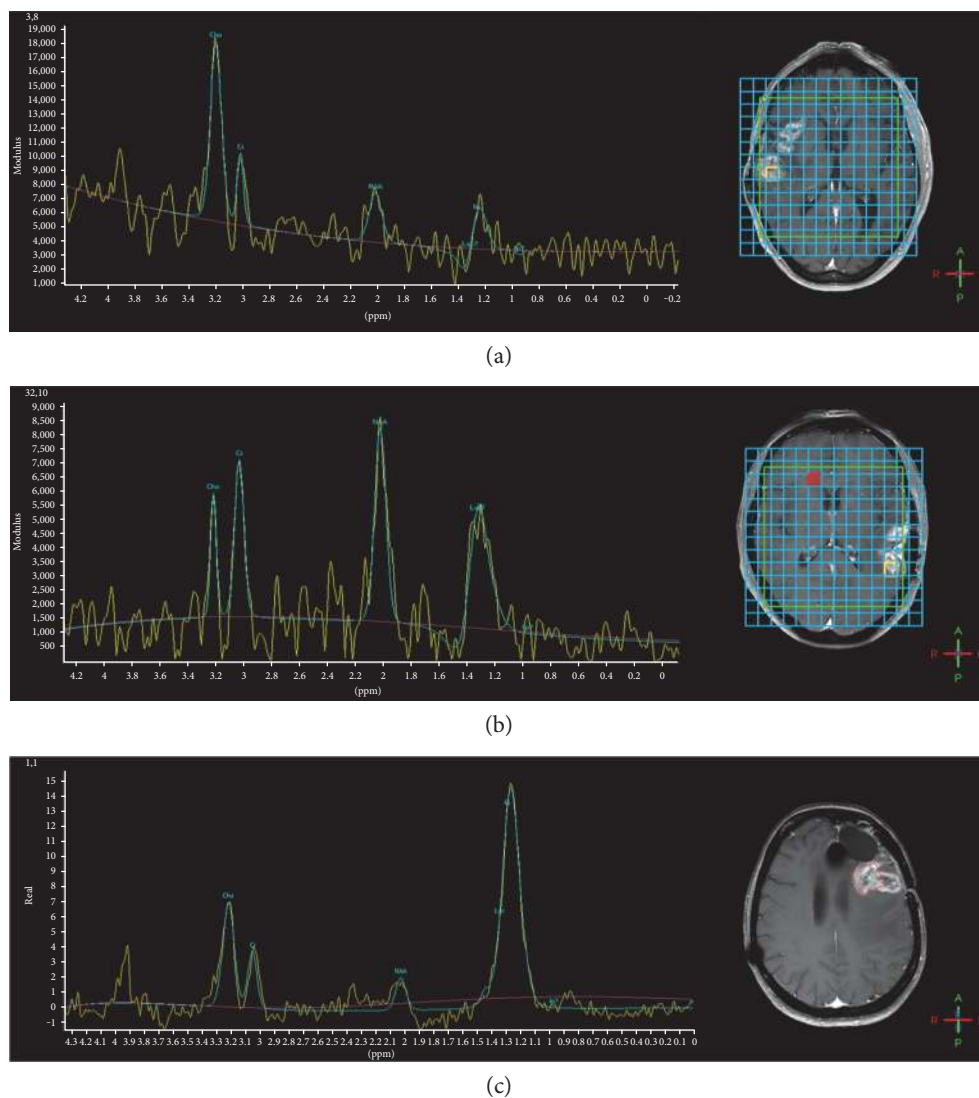 3,8
19,000
18,000
17,000
16,000
15,000
14,000
13,000
12,000
11,000
10,000
9,000
8,000
7,000
6,000
5,000
4,000
3,000
2,000
1,000
Modulus
Cho
Cr
NAA
4.2 4 3.8 3.6 3.4 3.2 3 2.8 2.6 2.4 2.2 2 1.8 1.6 1.4 1.2 1 0.8 0.6 0.4 0.2 0 -0.2
(ppm)
A
R
P
(a)
32,10
9,000
8,500
8,000
7,500
7,000
6,500
6,000
5,500
5,000
4,500
4,000
3,500
3,000
2,500
2,000
1,500
1,000
500
Modulus
Cho
Cr
NAA
4.2 4 3.8 3.6 3.4 3.2 3 2.8 2.6 2.4 2.2 2 1.8 1.6 1.4 1.2 1 0.8 0.6 0.4 0.2 0
(ppm)
A
R
P
(b)
1,1
15
14
13
12
11
10
9
8
7
6
5
4
3
2
1
0
-1
Real
Cho
Cr
NAA
4.3 4.2 4.1 4 3.9 3.8 3.7 3.6 3.5 3.4 3.3 3.2 3.1 3 2.9 2.8 2.7 2.6 2.5 2.4 2.3 2.2 2.1 2 1.9 1.8 1.7 1.6 1.5 1.4 1.3 1.2 1.1 1 0.9 0.8 0.7 0.6 0.5 0.4 0.3 0.2 0.1 0
(ppm)
A
R
P
(c)